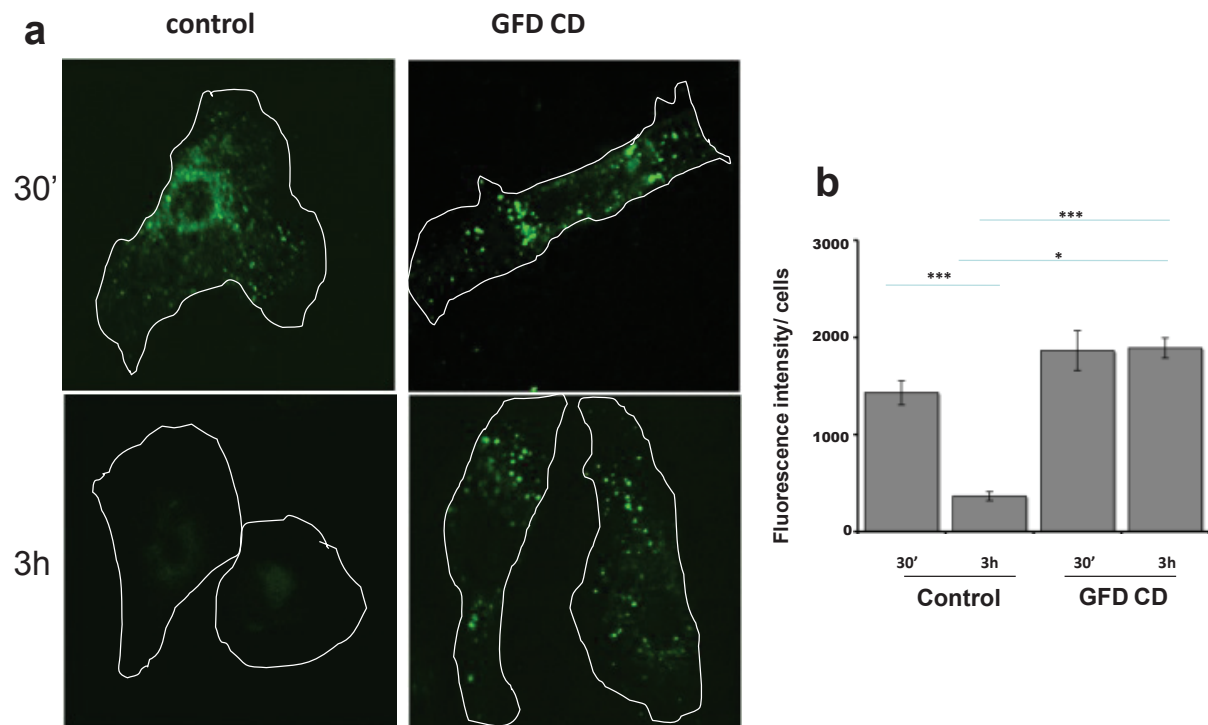 a
control
GFD CD
30’
3h
b
***
*
***
3000
2000
1000
0
Fluorescence intensity/ cells
30’ 3h 30’ 3h
Control GFD CD